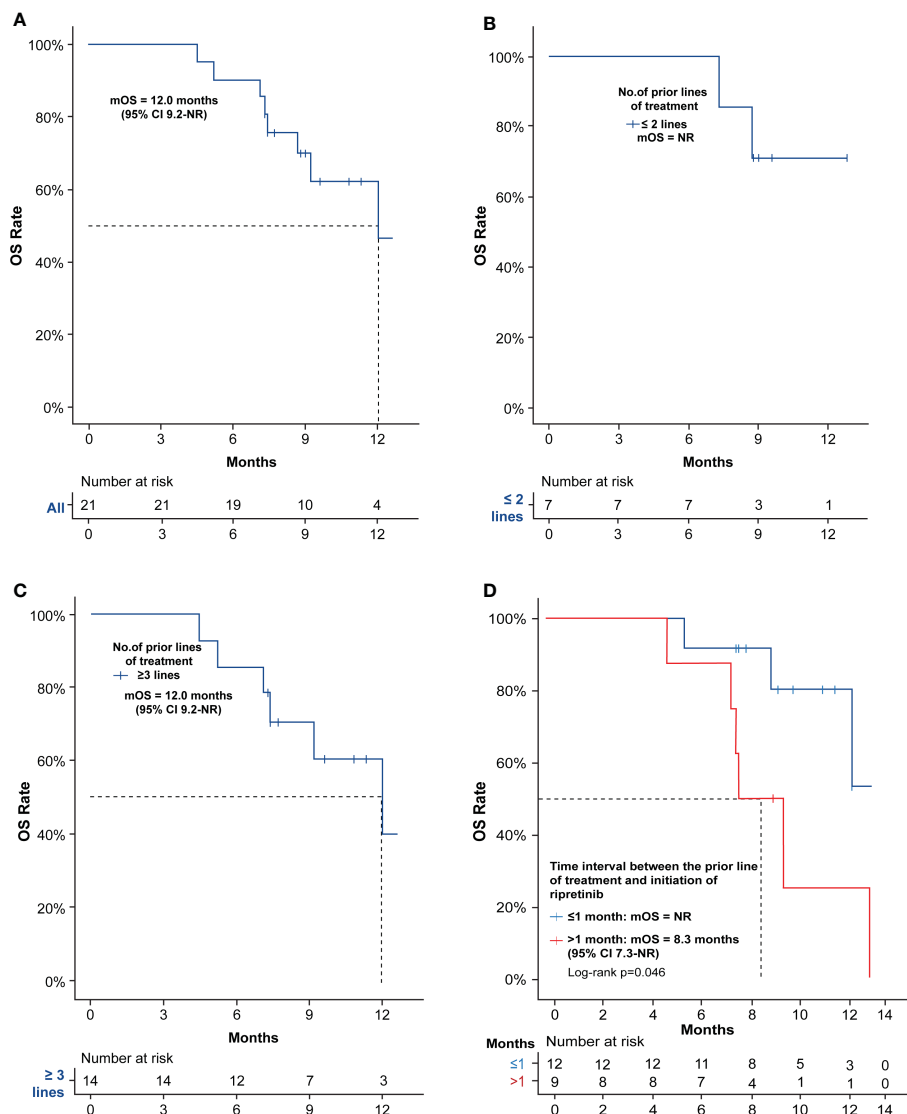 A
100%
80%
60%
40%
20%
0%
OS Rate
mOS = 12.0 months
(95% CI 9.2-NR)
0 3 6 9 12
Months
Number at risk
All 21 21 19 10 4
0 3 6 9 12
B
100%
80%
60%
40%
20%
0%
OS Rate
No.of prior lines
of treatment
≤ 2 lines
mOS = NR
0 3 6 9 12
Months
Number at risk
≤ 2
lines
7 7 7 3 1
0 3 6 9 12
C
100%
80%
60%
40%
20%
0%
OS Rate
No.of prior lines
of treatment
≥3 lines
mOS = 12.0 months
(95% CI 9.2-NR)
0 3 6 9 12
Months
Number at risk
≥ 3
lines
14 14 12 7 3
0 3 6 9 12
D
100%
80%
60%
40%
20%
0%
OS Rate
Time interval between the prior line
of treatment and initiation of
ripretinib
≤1 month: mOS = NR
>1 month: mOS = 8.3 months
(95% CI 7.3-NR)
Log-rank p=0.046
0 2 4 6 8 10 12 14
Months
Months Number at risk
≤1 12 12 12 11 8 5 3 0
>1 9 8 8 7 4 1 1 0
0 2 4 6 8 10 12 14